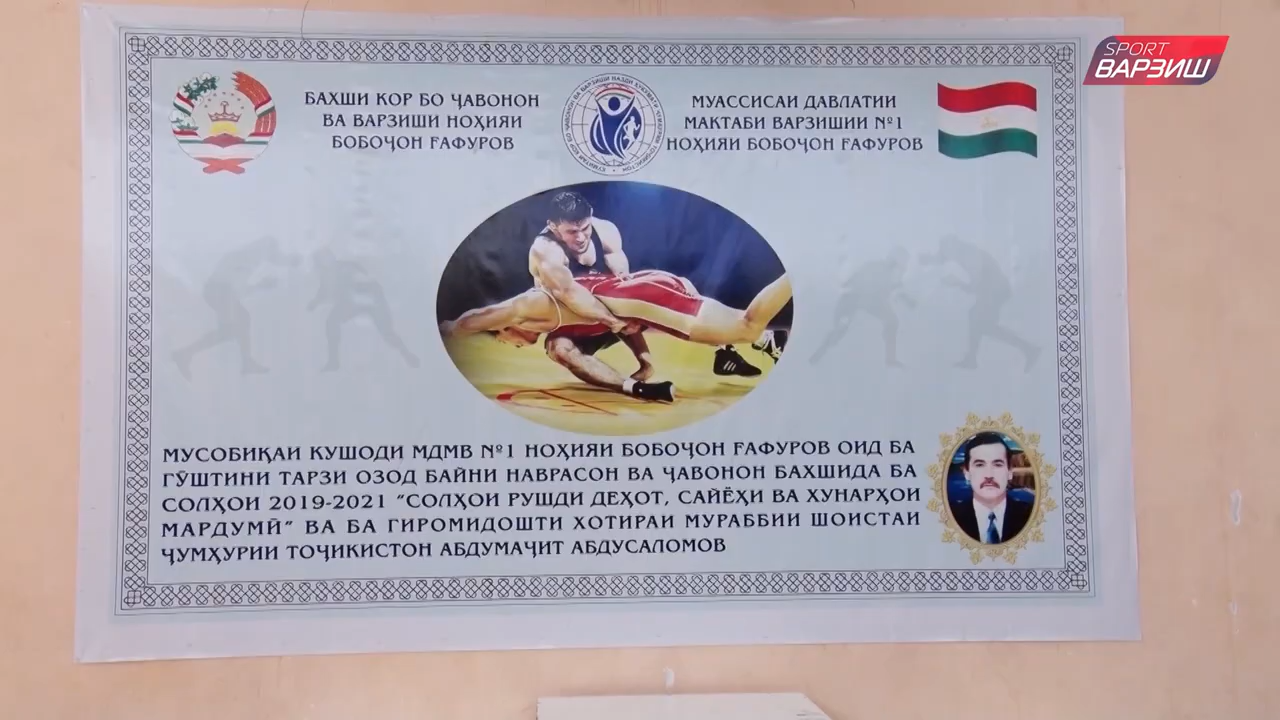 SPORT
ВАРЗИШ
БАХШИ КОР БО ҶАВОНОН
ВА ВАРЗИШИ НОҲИЯИ
БОБОҶОН ҒАФУРОВ
МУАССИСАИ ДАВЛАТИИ
МАКТАБИ ВАРЗИШИИ №1
НОҲИЯИ БОБОҶОН ҒАФУРОВ
МУСОБИҚАИ КУШОДИ МДМВ №1 НОҲИЯИ БОБОҶОН ҒАФУРОВ ОИД БА
ГӮШТИНИ ТАРЗИ ОЗОД БАЙНИ НАВРАСОН ВА ҶАВОНОН БАХШИДА БА
СОЛҲОИ 2019-2021 "СОЛҲОИ РУШДИ ДЕҲОТ, САЙЁҲИ ВА ХУНАРҲОИ
МАРДУМӢ" ВА БА ГИРОМИДОШТИ ХОТИРАИ МУРАББИИ ШОИСТАИ
ҶУМҲУРИИ ТОҶИКИСТОН АБДУМАҶИТ АБДУСАЛОМОВ